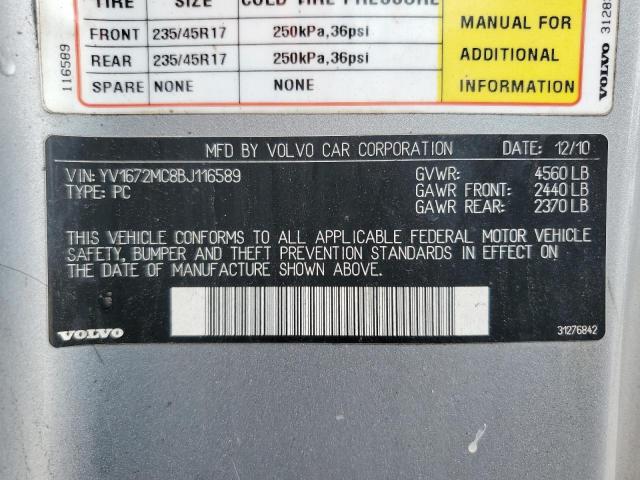 TIRE SIZE COLD TIRE PRESSURE
FRONT 235/45R17 250kPa,36psi
REAR 235/45R17 250kPa,36psi
SPARE NONE NONE
MANUAL FOR
ADDITIONAL
INFORMATION
116589
VOLVO 3128
MFD BY VOLVO CAR CORPORATION DATE: 12/10
VIN: YV1672MC8BJ116589 GVWR: 4560 LB
TYPE: PC GAWR FRONT: 2440 LB
GAWR REAR: 2370 LB
THIS VEHICLE CONFORMS TO ALL APPLICABLE FEDERAL MOTOR VEHICLE
SAFETY, BUMPER AND THEFT PREVENTION STANDARDS IN EFFECT ON
THE DATE OF MANUFACTURE SHOWN ABOVE.
VOLVO 31276842